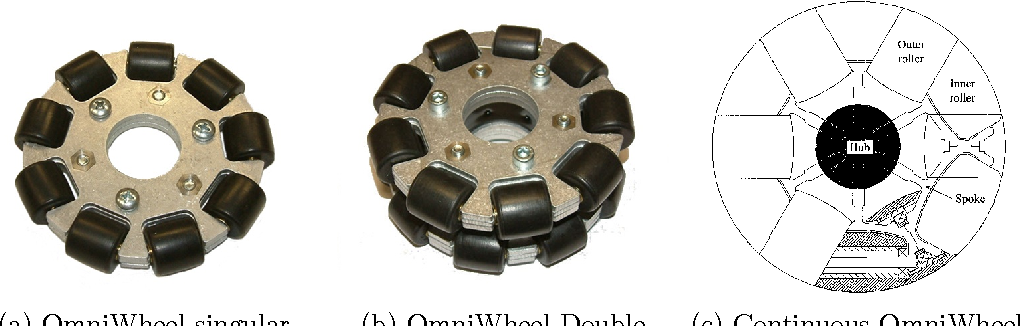 Outer
roller
Inner
roller
Hub
Spoke
(a) OmniWheel singular
(b) OmniWheel Double
(c) Continuous OmniWheel